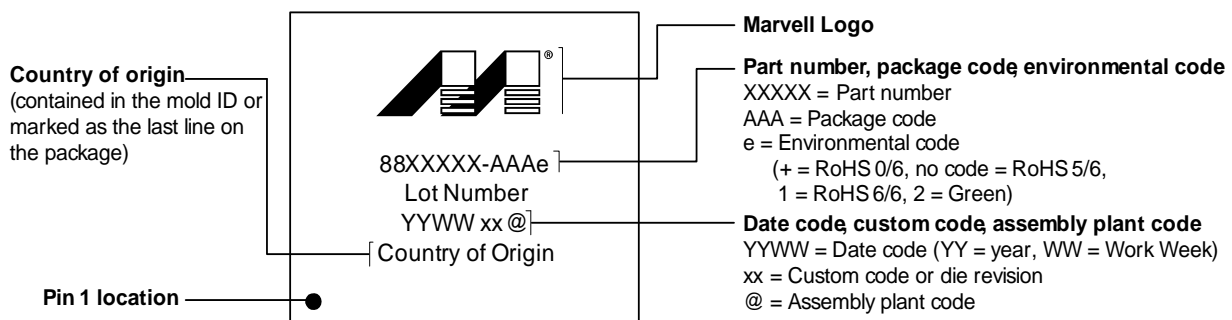 Marvell Logo
Country of origin
(contained in the mold ID or
marked as the last line on
the package)
Part number, package code, environmental code
XXXXX = Part number
AAA = Package code
e = Environmental code
(+ = RoHS 0/6, no code = RoHS 5/6,
1 = RoHS 6/6, 2 = Green)
®
88XXXXX-AAAe
Lot Number
YYWW xx @
Country of Origin
Date code, custom code, assembly plant code
YYWW = Date code (YY = year, WW = Work Week)
xx = Custom code or die revision
@ = Assembly plant code
Pin 1 location